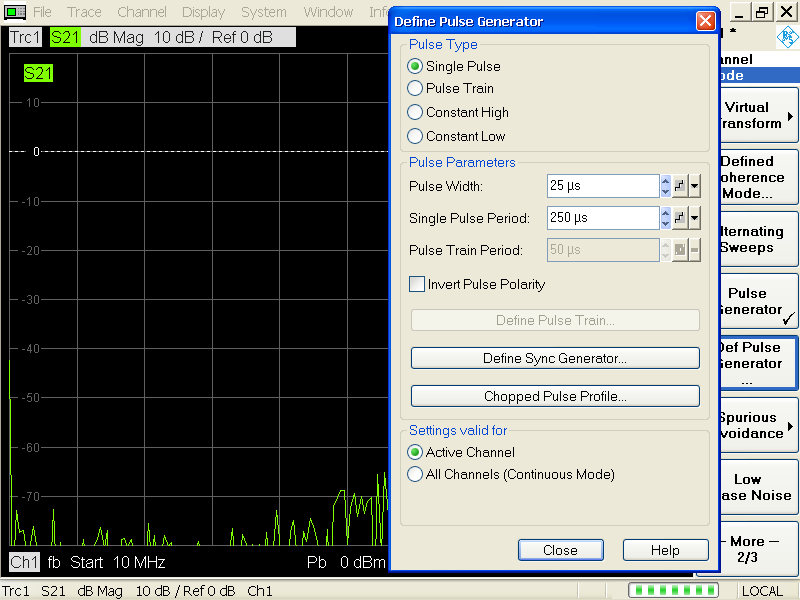 File Trace Channel Display System Window Inf
Define Pulse Generator
Trc1 S21 dB Mag 10 dB / Ref 0 dB
S21
10
0
-10
-20
-30
-40
-50
-60
-70
Ch1 fb Start 10 MHz Pb 0 dBm
Pulse Type
Single Pulse
Pulse Train
Constant High
Constant Low
Pulse Parameters
Pulse Width: 25 µs
Single Pulse Period: 250 µs
Pulse Train Period: 50 µs
Invert Pulse Polarity
Define Pulse Train...
Define Sync Generator...
Chopped Pulse Profile...
Settings valid for
Active Channel
All Channels (Continuous Mode)
Close Help
nnel
ode
Virtual
ransform
Defined
oherence
Mode...
lternating
Sweeps
Pulse
enerator
Def Pulse
Generator
...
Spurious
voidance
Low
ase Noise
— More —
2/3
Trc1 S21 dB Mag 10 dB / Ref 0 dB Ch1 LOCAL